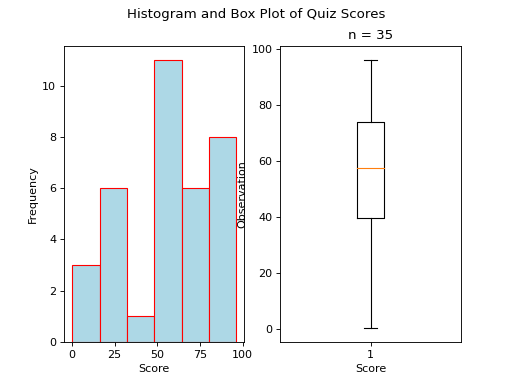 Histogram and Box Plot of Quiz Scores
n = 35
10
8
6
4
2
0
Frequency
0 25 50 75 100
Score
100
80
60
40
20
0
Observation
1
Score